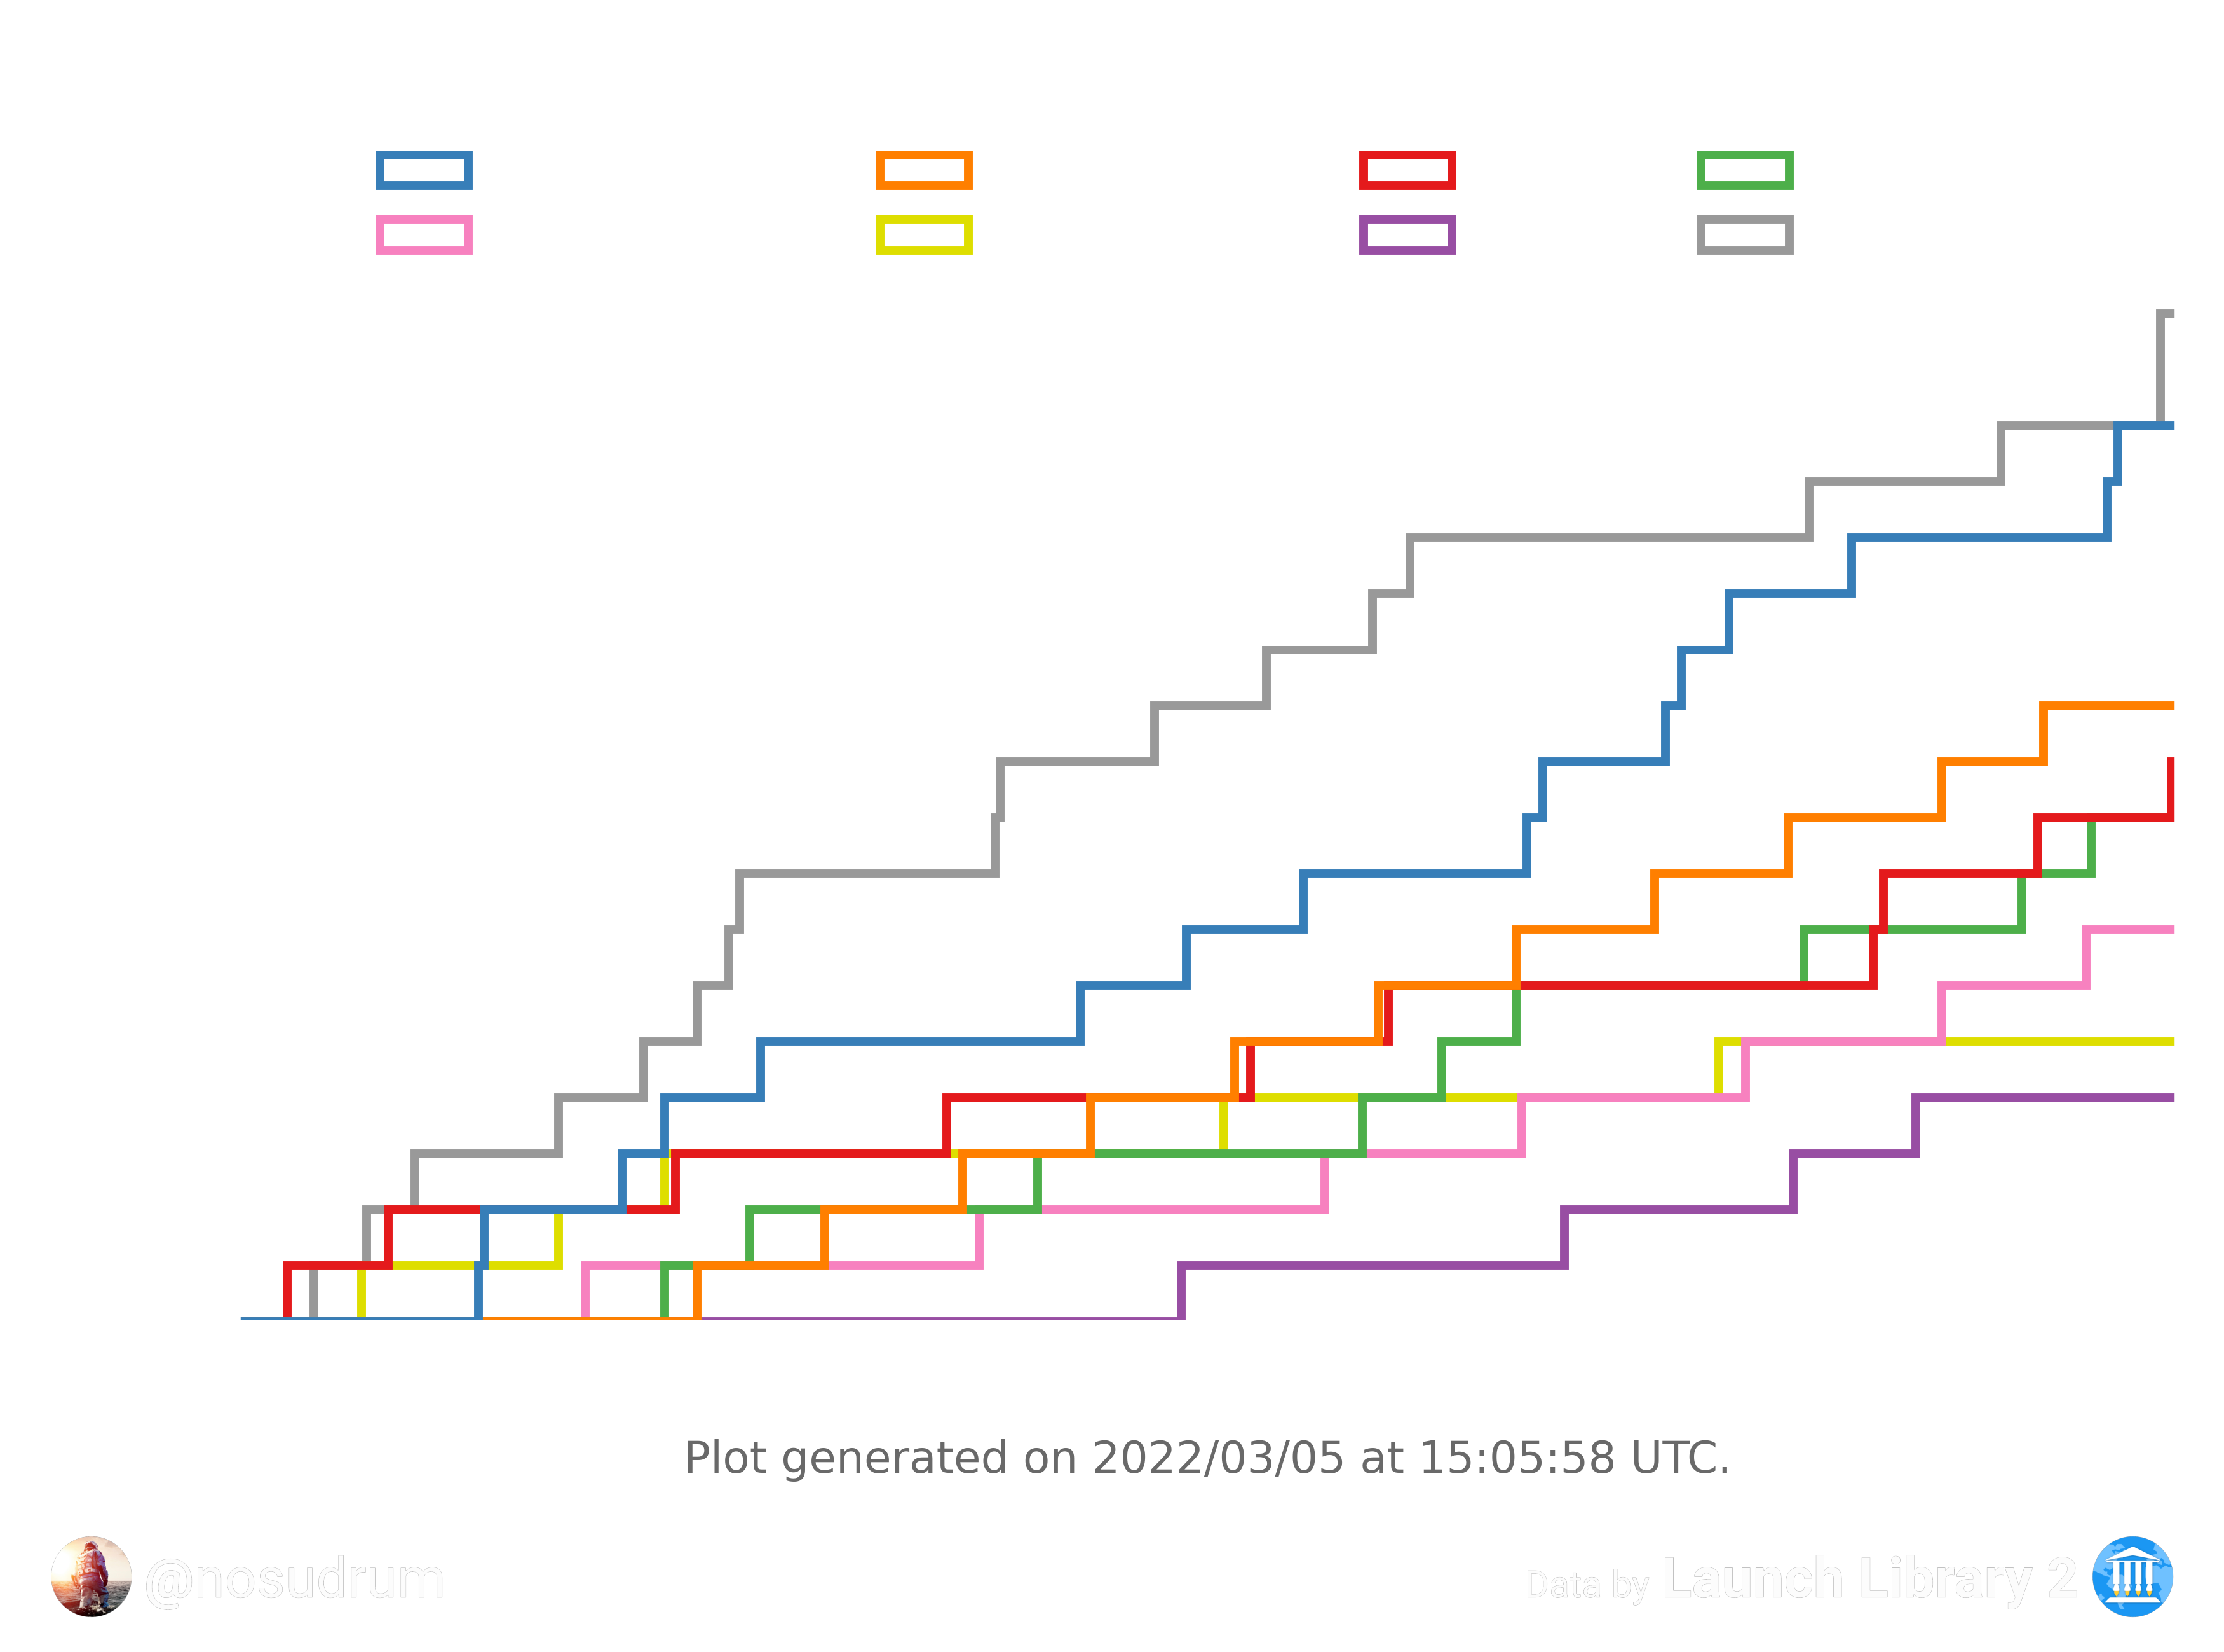 Plot generated on 2022/03/05 at 15:05:58 UTC.
@nosudrum
Data by Launch Library 2